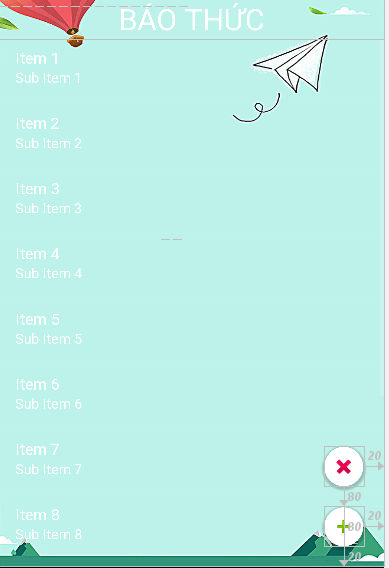 BÁO THỨC
Item 1
Sub Item 1
Item 2
Sub Item 2
Item 3
Sub Item 3
Item 4
Sub Item 4
Item 5
Sub Item 5
Item 6
Sub Item 6
Item 7
Sub Item 7
20
80
Item 8
20
Sub Item 8
80
20